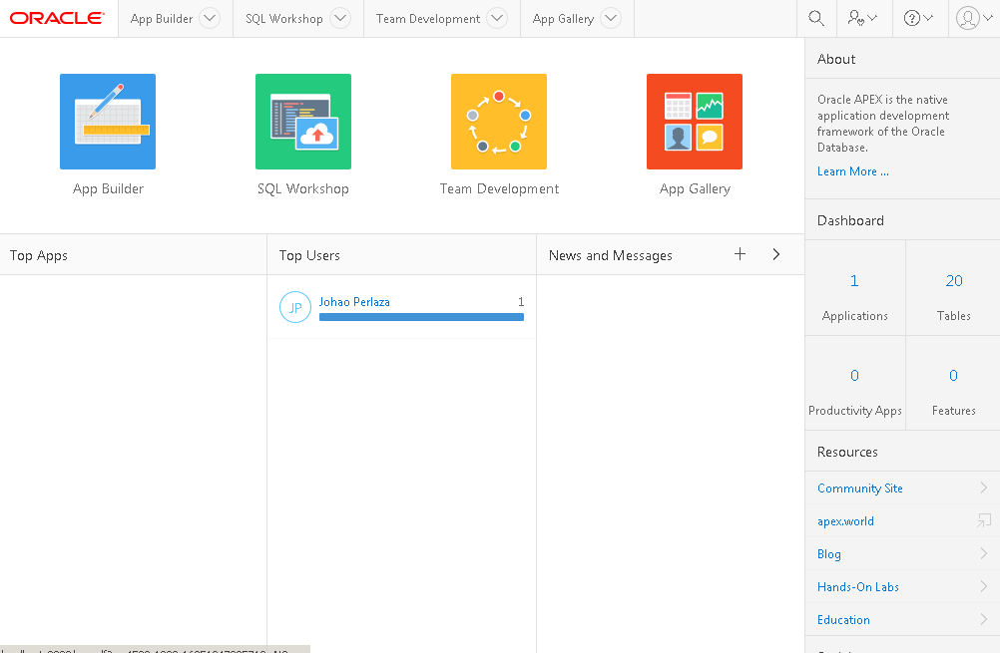 ORACLE
App Builder
SQL Workshop
Team Development
App Gallery
App Builder
SQL Workshop
Team Development
App Gallery
About
Oracle APEX is the native
application development
framework of the Oracle
Database.
Learn More ...
Top Apps
Top Users
News and Messages
JP
Johao Perlaza
1
Dashboard
1
Applications
20
Tables
0
Productivity Apps
0
Features
Resources
Community Site
apex.world
Blog
Hands-On Labs
Education